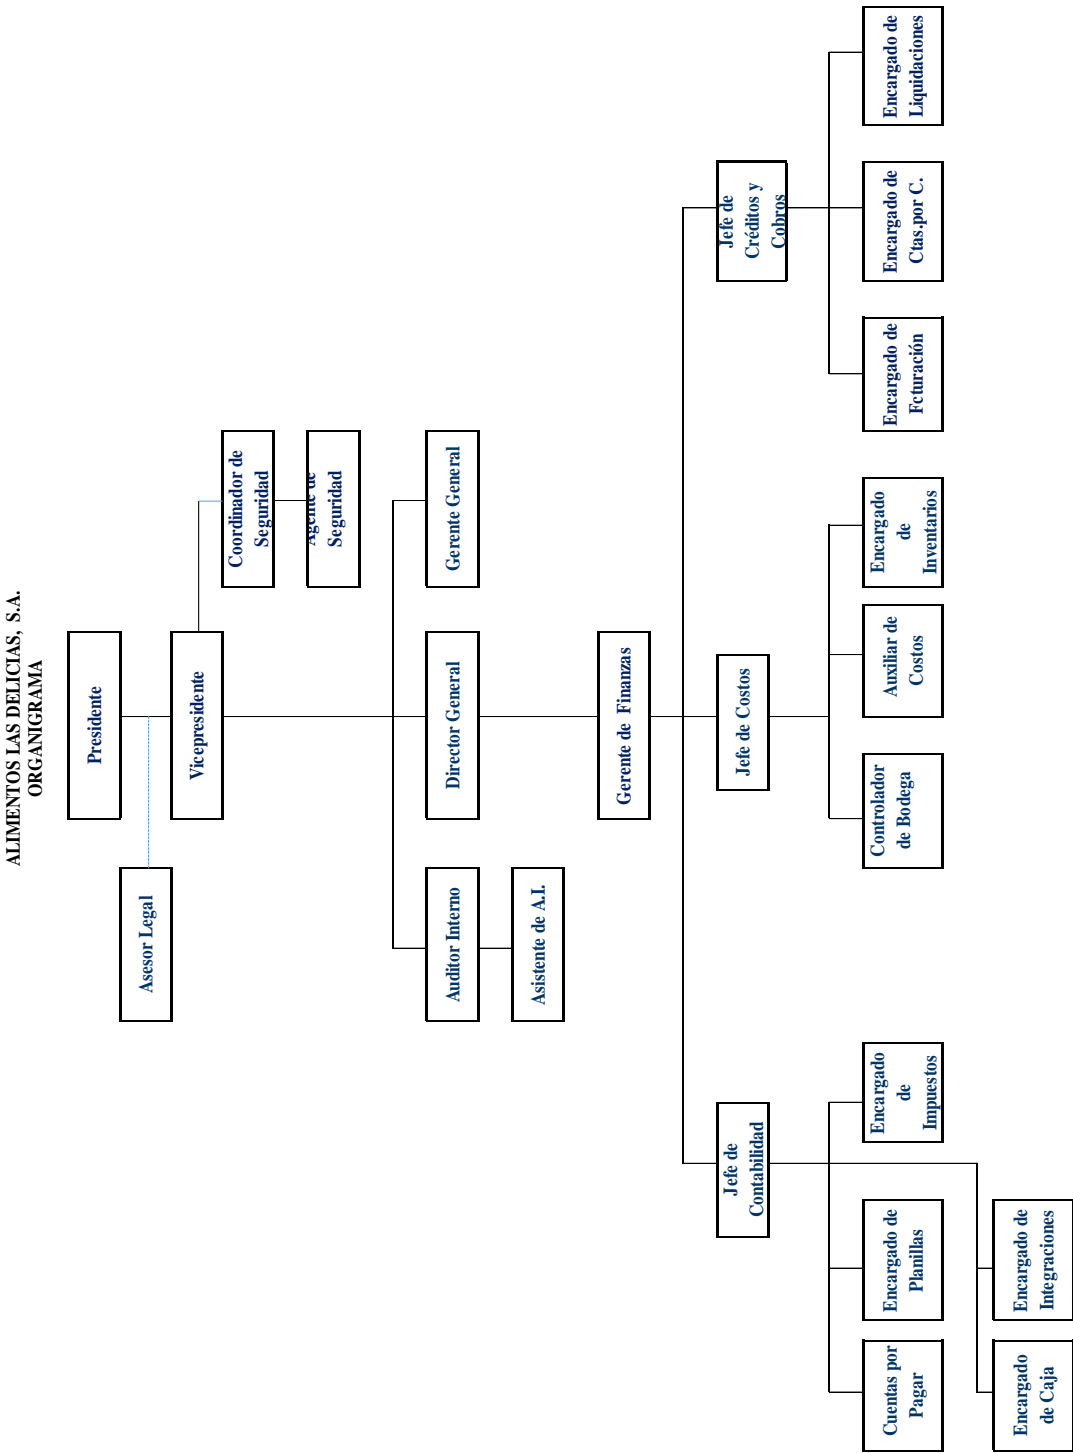 ALIMENTOS LAS DELICIAS, S.A.
ORGANIGRAMA
Presidente
Asesor Legal
Vicepresidente
Coordinador de
Seguridad
Agente de
Seguridad
Auditor Interno
Director General
Gerente General
Asistente de A.I.
Gerente de Finanzas
Jefe de
Contabilidad
Jefe de Costos
Jefe de
Créditos y
Cobros
Cuentas por
Pagar
Encargado de
Planillas
Encargado
de
Impuestos
Controlador
de Bodega
Auxiliar de
Costos
Encargado
de
Inventarios
Encargado de
Fcturación
Encargado de
Ctas.por C.
Encargado de
Liquidaciones
Encargado
de Caja
Encargado de
Integraciones